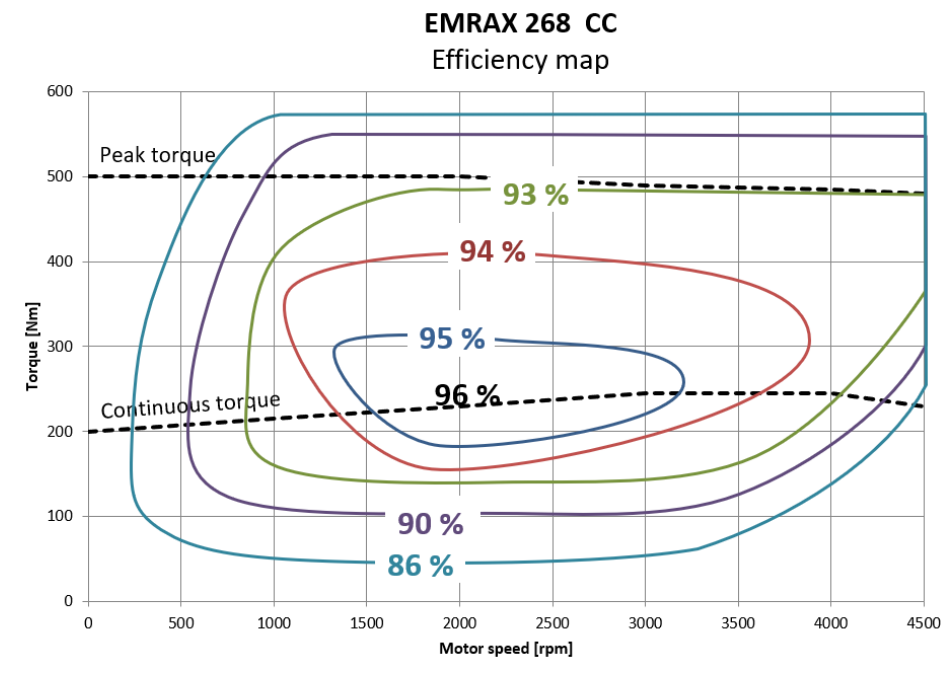 EMRAX 268 CC
Efficiency map
600
Peak torque
500
93 %
94 %
400
Torque [Nm]
300
95 %
96 %
Continuous torque
200
100
90 %
86 %
0
0 500 1000 1500 2000 2500 3000 3500 4000 4500
Motor speed [rpm]